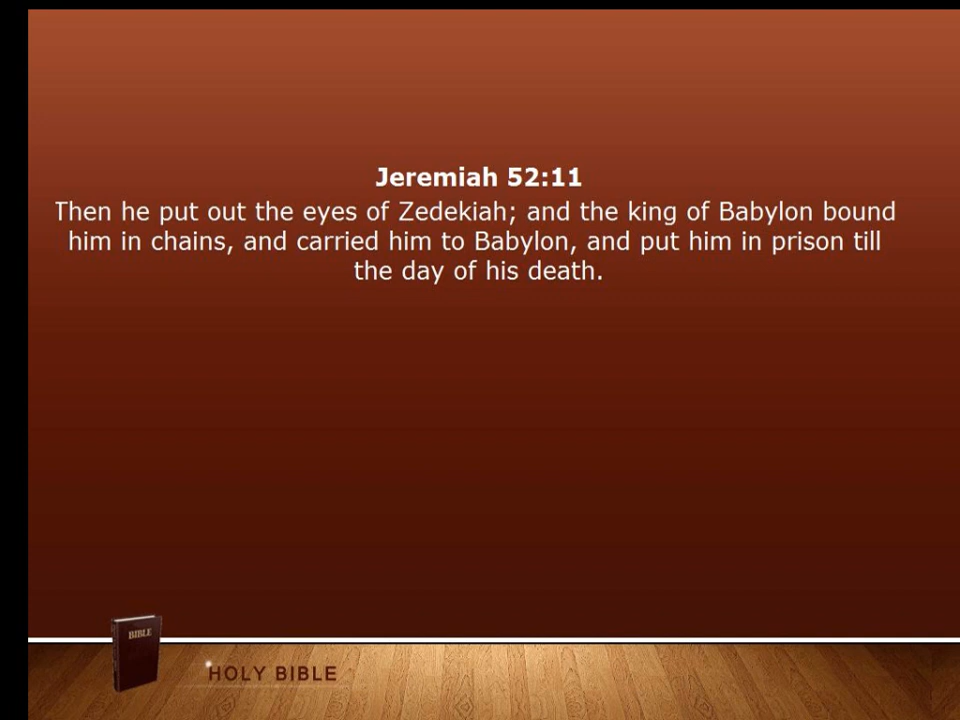 Jeremiah 52:11
Then he put out the eyes of Zedekiah; and the king of Babylon bound
him in chains, and carried him to Babylon, and put him in prison till
the day of his death.
BIBLE
HOLY BIBLE